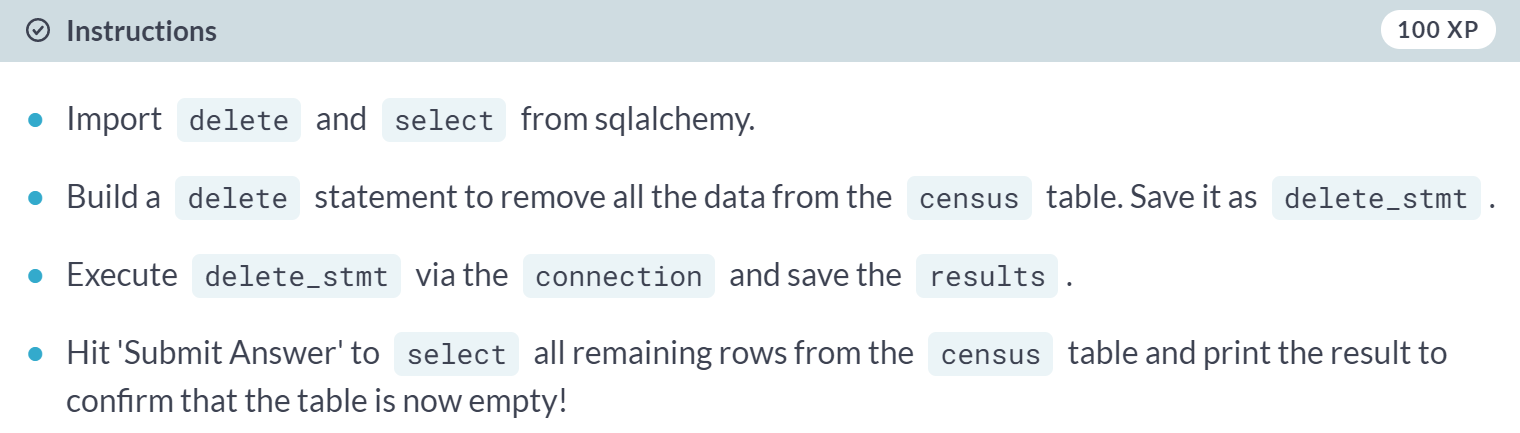 Instructions 100 XP
Import delete and select from sqlalchemy.
Build a delete statement to remove all the data from the census table. Save it as delete_stmt .
Execute delete_stmt via the connection and save the results .
Hit 'Submit Answer' to select all remaining rows from the census table and print the result to
confirm that the table is now empty!